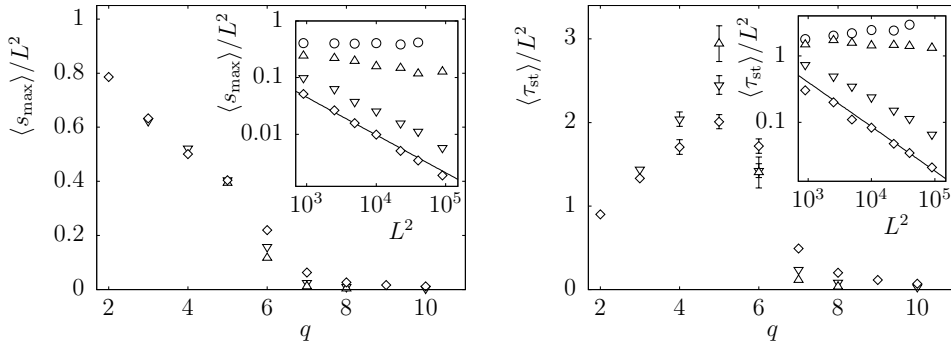 ⟨s_max⟩/L²
1
0.8
0.6
0.4
0.2
0
2 4 6 8 10
q
⟨s_max⟩/L²
1
0.1
0.01
10³ 10⁴ 10⁵
L²
⟨τ_st⟩/L²
3
2
1
0
2 4 6 8 10
q
⟨τ_st⟩/L²
1
0.1
10³ 10⁴ 10⁵
L²